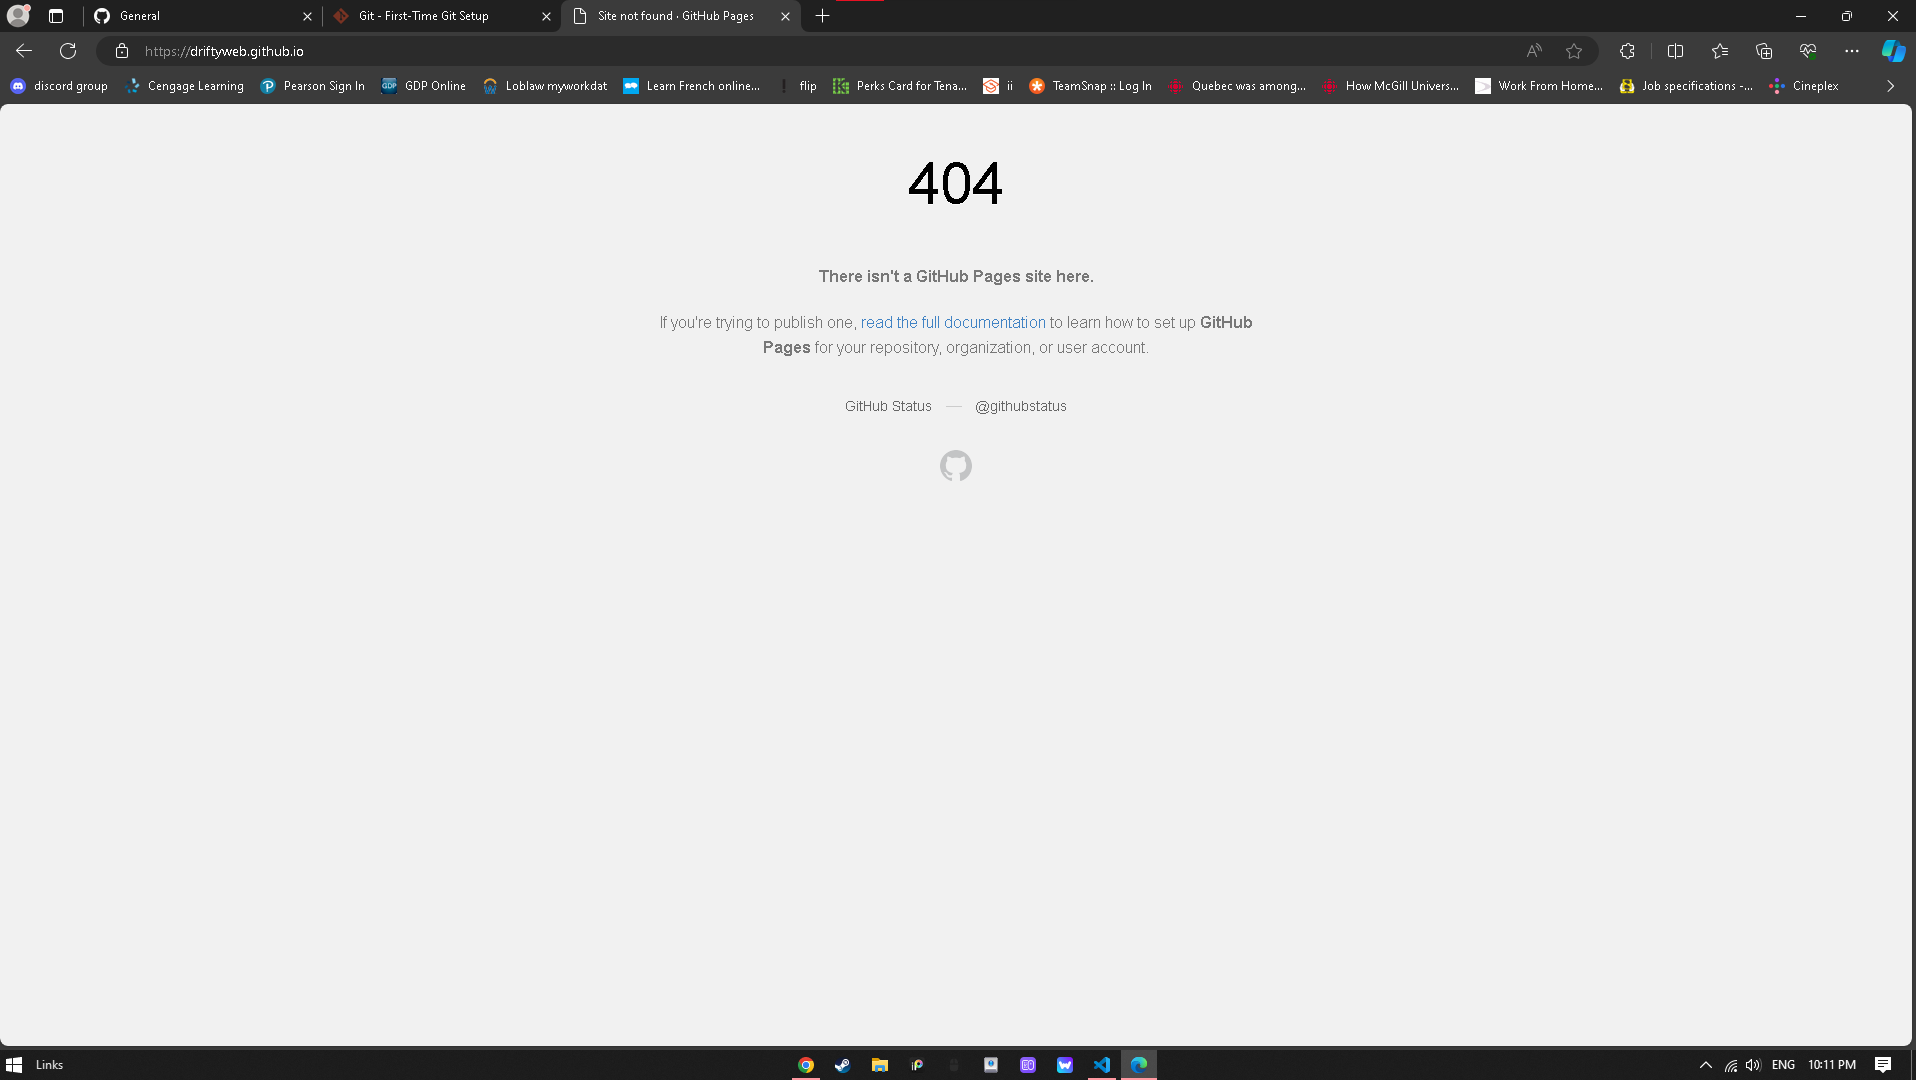 General
Git - First-Time Git Setup
Site not found · GitHub Pages
https://driftyweb.github.io
discord group
Cengage Learning
Pearson Sign In
GDP Online
Loblaw myworkdat
Learn French online...
flip
Perks Card for Tena...
ii
TeamSnap :: Log In
Quebec was among...
How McGill Univers...
Work From Home...
Job specifications -...
Cineplex
404
There isn't a GitHub Pages site here.
If you're trying to publish one, read the full documentation to learn how to set up GitHub
Pages for your repository, organization, or user account.
GitHub Status — @githubstatus
Links
ENG
10:11 PM